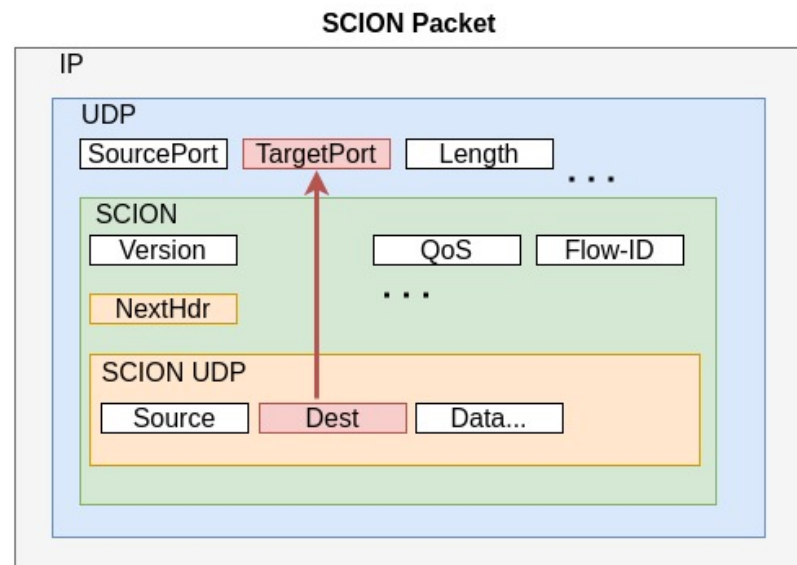 SCION Packet
IP
UDP
SourcePort TargetPort Length
. . .
SCION
Version QoS Flow-ID
. . .
NextHdr
SCION UDP
Source Dest Data...